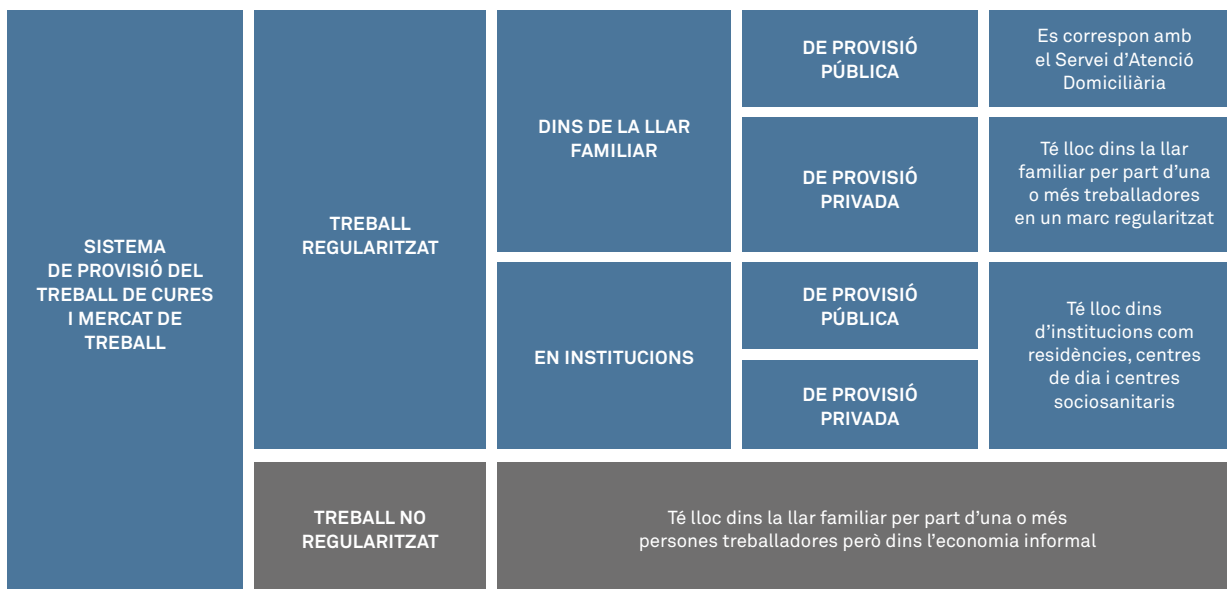 SISTEMA
DE PROVISIÓ DEL
TREBALL DE CURES
I MERCAT DE
TREBALL
TREBALL
REGULARITZAT
DINS DE LA LLAR
FAMILIAR
DE PROVISIÓ
PÚBLICA
Es correspon amb
el Servei d’Atenció
Domiciliària
DE PROVISIÓ
PRIVADA
Té lloc dins la llar
familiar per part d’una
o més treballadores
en un marc regularitzat
EN INSTITUCIONS
DE PROVISIÓ
PÚBLICA
DE PROVISIÓ
PRIVADA
Té lloc dins
d’institucions com
residències, centres
de dia i centres
sociosanitaris
TREBALL NO
REGULARITZAT
Té lloc dins la llar familiar per part d’una o més
persones treballadores però dins l’economia informal